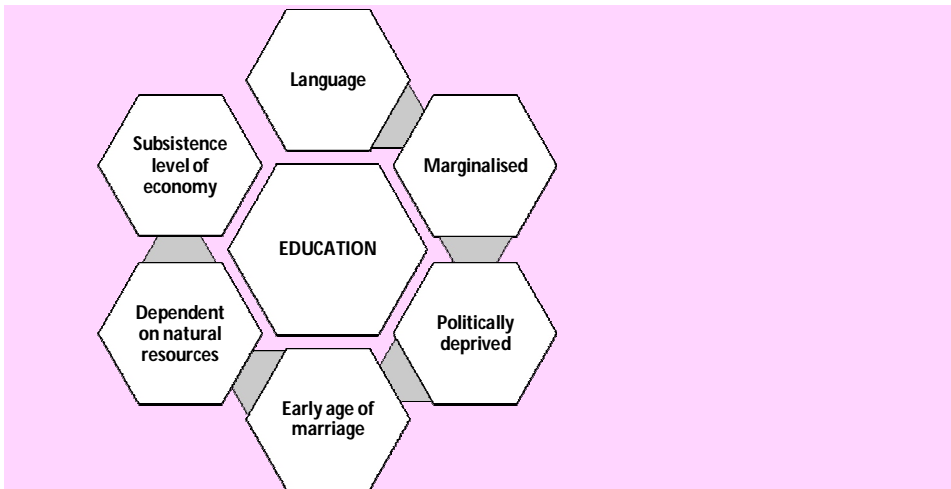 Language
Marginalised
Politically
deprived
Early age of
marriage
Dependent
on natural
resources
Subsistence
level of
economy
EDUCATION